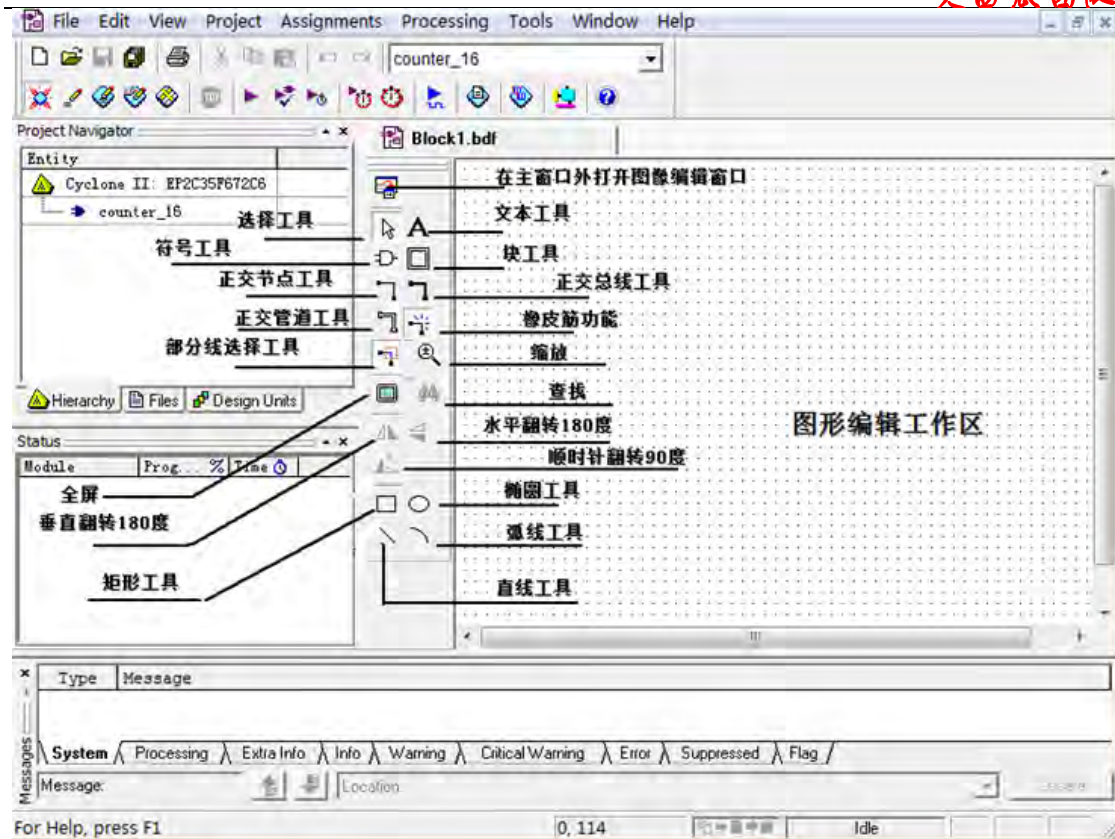 File Edit View Project Assignments Processing Tools Window Help
counter_16
Project Navigator
Block1.bdf
Entity
Cyclone II: EP2C35F672C6
counter_16
在主窗口外打开图像编辑窗口
选择工具
文本工具
符号工具
块工具
正交节点工具
正交总线工具
正交管道工具
橡皮筋功能
部分线选择工具
缩放
Hierarchy Files Design Units
查找
水平翻转180度
图形编辑工作区
Status
Module Prog... % Time
顺时针翻转90度
全屏
椭圆工具
垂直翻转180度
弧线工具
矩形工具
直线工具
Type Message
System Processing Extra Info Info Warning Critical Warning Error Suppressed Flag
Messages
Message: Location
For Help, press F1 0, 114 Idle